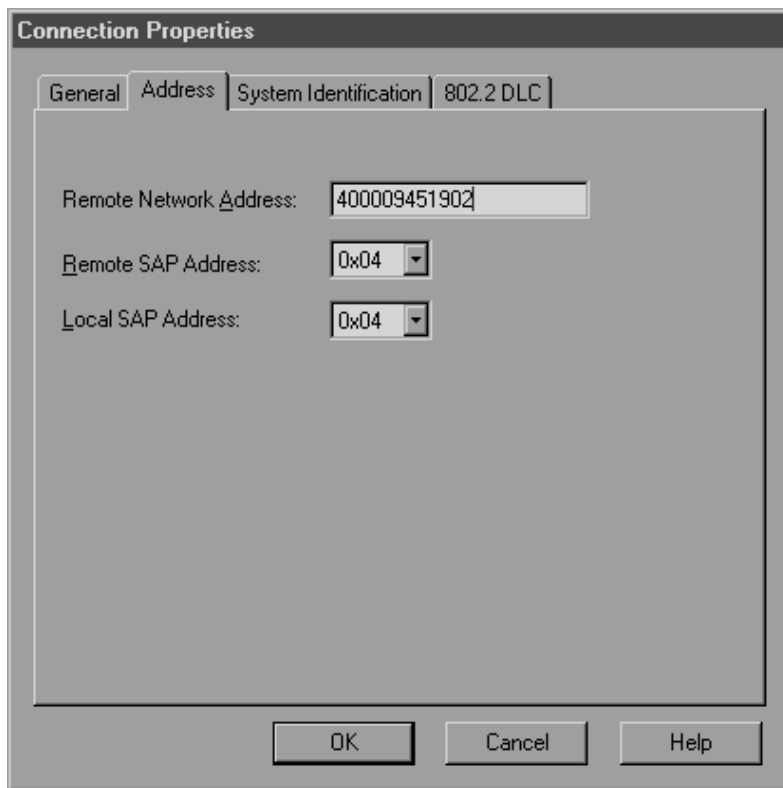 Connection Properties
General Address System Identification 802.2 DLC
Remote Network Address: 400009451902
Remote SAP Address: 0x04
Local SAP Address: 0x04
OK Cancel Help